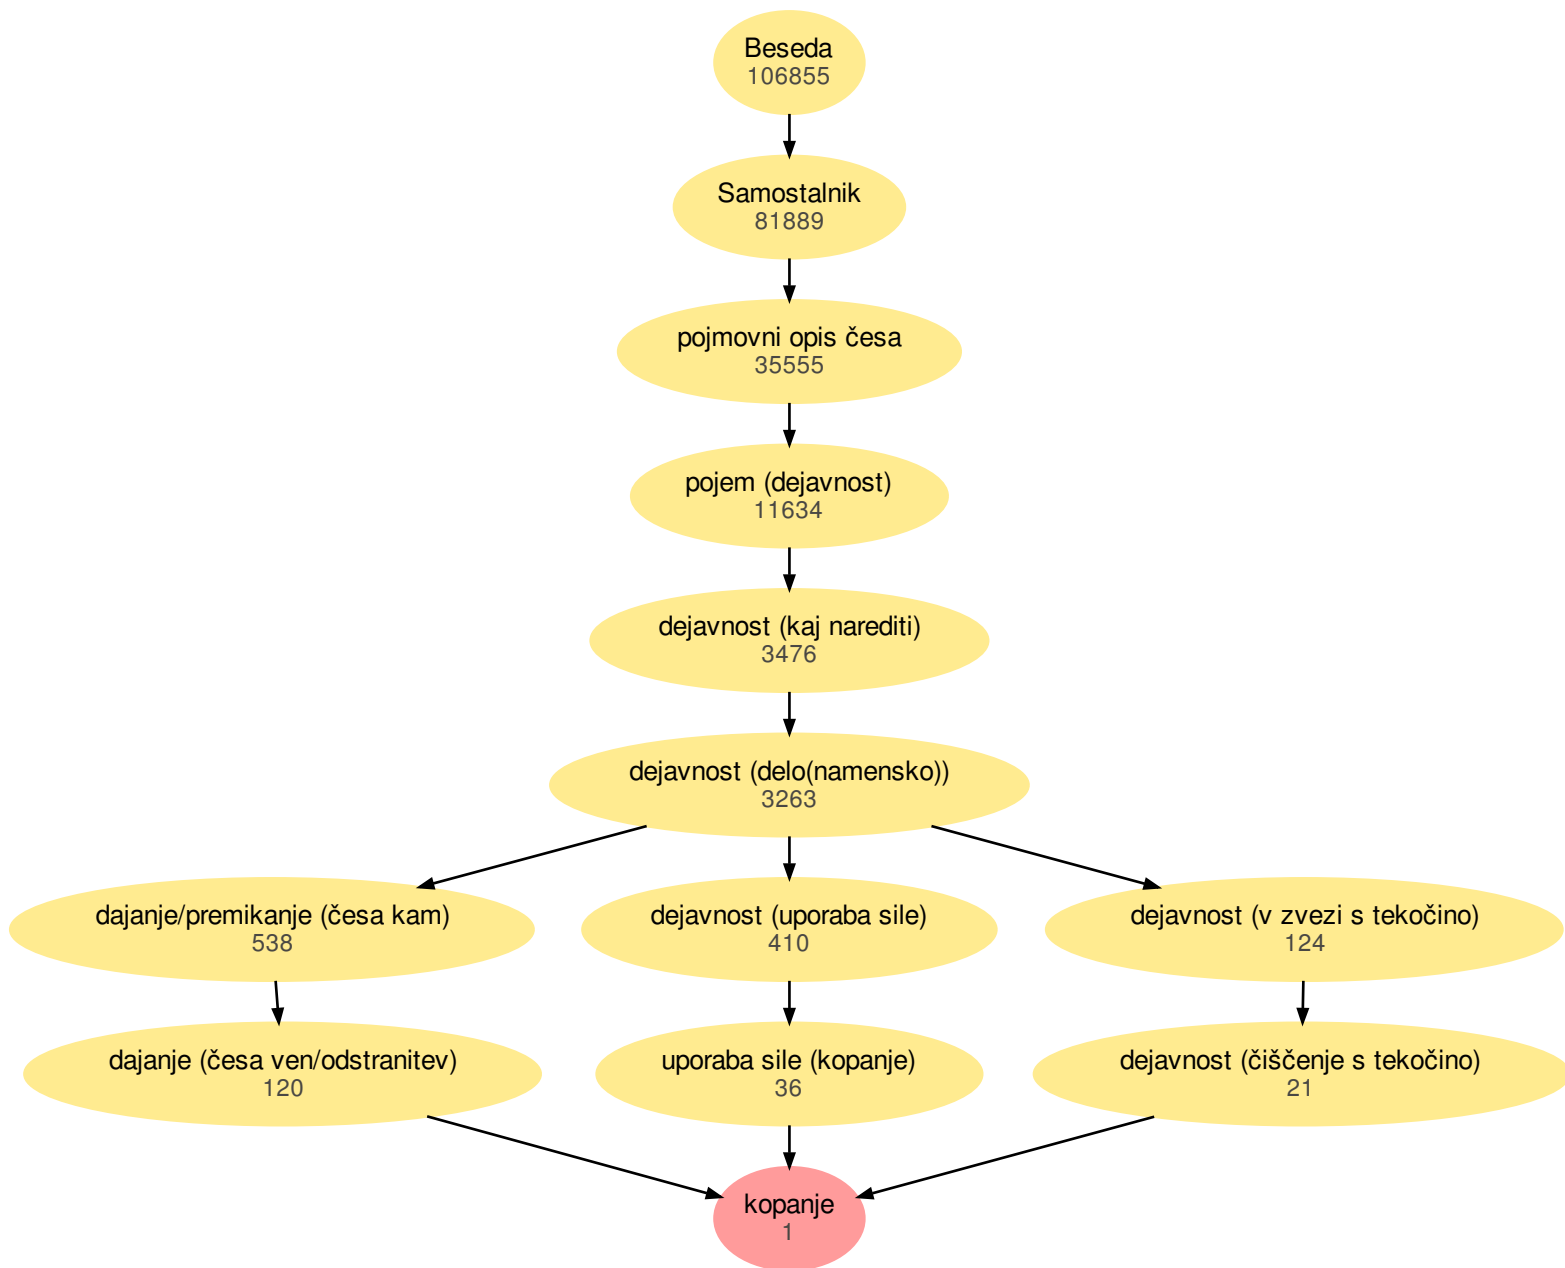 Beseda
106855
Samostalnik
81889
pojmovni opis česa
35555
pojem (dejavnost)
11634
dejavnost (kaj narediti)
3476
dejavnost (delo(namensko))
3263
dajanje/premikanje (česa kam)
538
dejavnost (uporaba sile)
410
dejavnost (v zvezi s tekočino)
124
dajanje (česa ven/odstranitev)
120
uporaba sile (kopanje)
36
dejavnost (čiščenje s tekočino)
21
kopanje
1